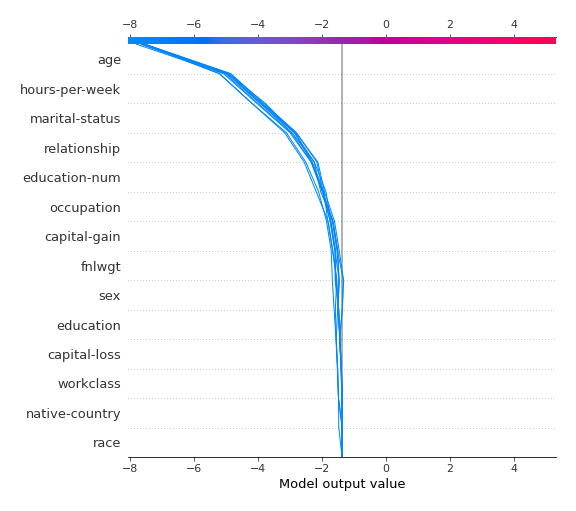 −8 −6 −4 −2 0 2 4
age
hours-per-week
marital-status
relationship
education-num
occupation
capital-gain
fnlwgt
sex
education
capital-loss
workclass
native-country
race
−8 −6 −4 −2 0 2 4
Model output value